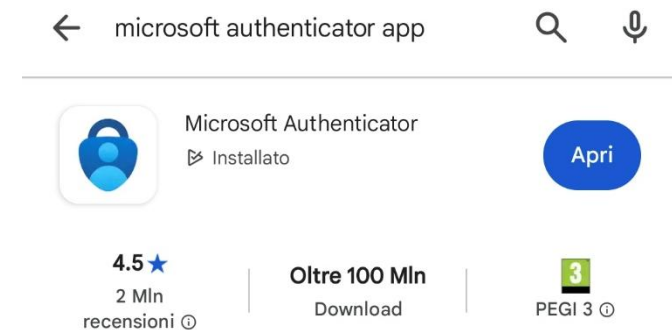 microsoft authenticator app
Microsoft Authenticator
Installato
Apri
4.5★
2 Mln
recensioni
Oltre 100 Mln
Download
3
PEGI 3